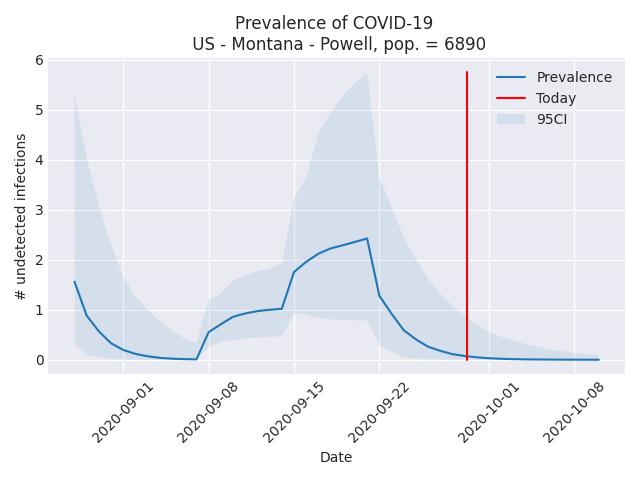 Prevalence of COVID-19
US - Montana - Powell, pop. = 6890
Prevalence
Today
95CI
# undetected infections
6
5
4
3
2
1
0
2020-09-01
2020-09-08
2020-09-15
2020-09-22
2020-10-01
2020-10-08
Date